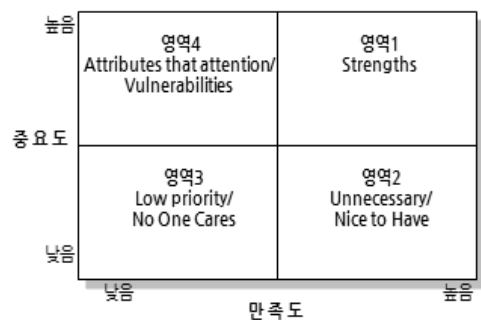 높음
영역4
Attributes that attention/
Vulnerabilities
영역1
Strengths
중요도
영역3
Low priority/
No One Cares
영역2
Unnecessary/
Nice to Have
낮음
낮음
높음
만족도